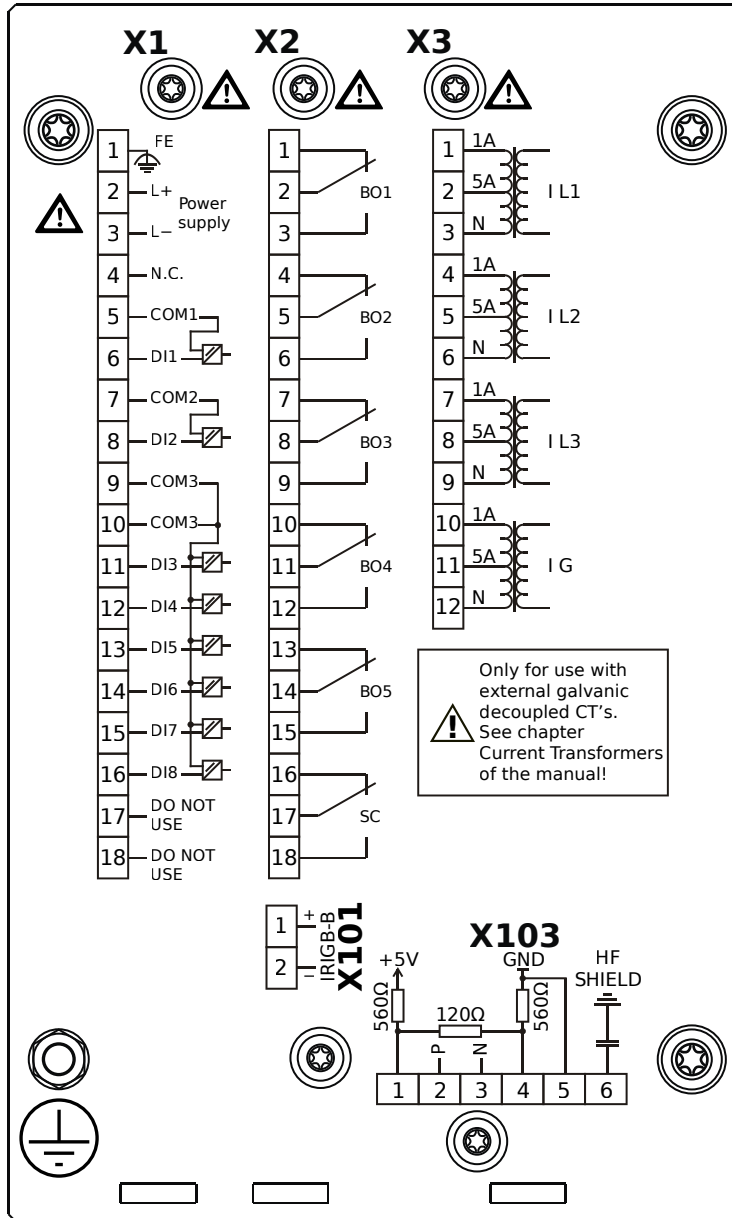 X1 X2 X3
1 FE
2 L+
Power
supply
3 L−
4 N.C.
5 COM1
6 DI1
7 COM2
8 DI2
9 COM3
10 COM3
11 DI3
12 DI4
13 DI5
14 DI6
15 DI7
16 DI8
17 DO NOT
USE
18 DO NOT
USE
1
2 BO1
3
4
5 BO2
6
7
8 BO3
9
10
11 BO4
12
13
14 BO5
15
16
17 SC
18
1 1A
2 5A I L1
3 N
4 1A
5 5A I L2
6 N
7 1A
8 5A I L3
9 N
10 1A
11 5A I G
12 N
Only for use with
external galvanic
decoupled CT's.
See chapter
Current Transformers
of the manual!
1 +
2 −
IRIGB-B
X101
X103
+5V GND HF
SHIELD
560Ω 120Ω 560Ω
P N
1 2 3 4 5 6